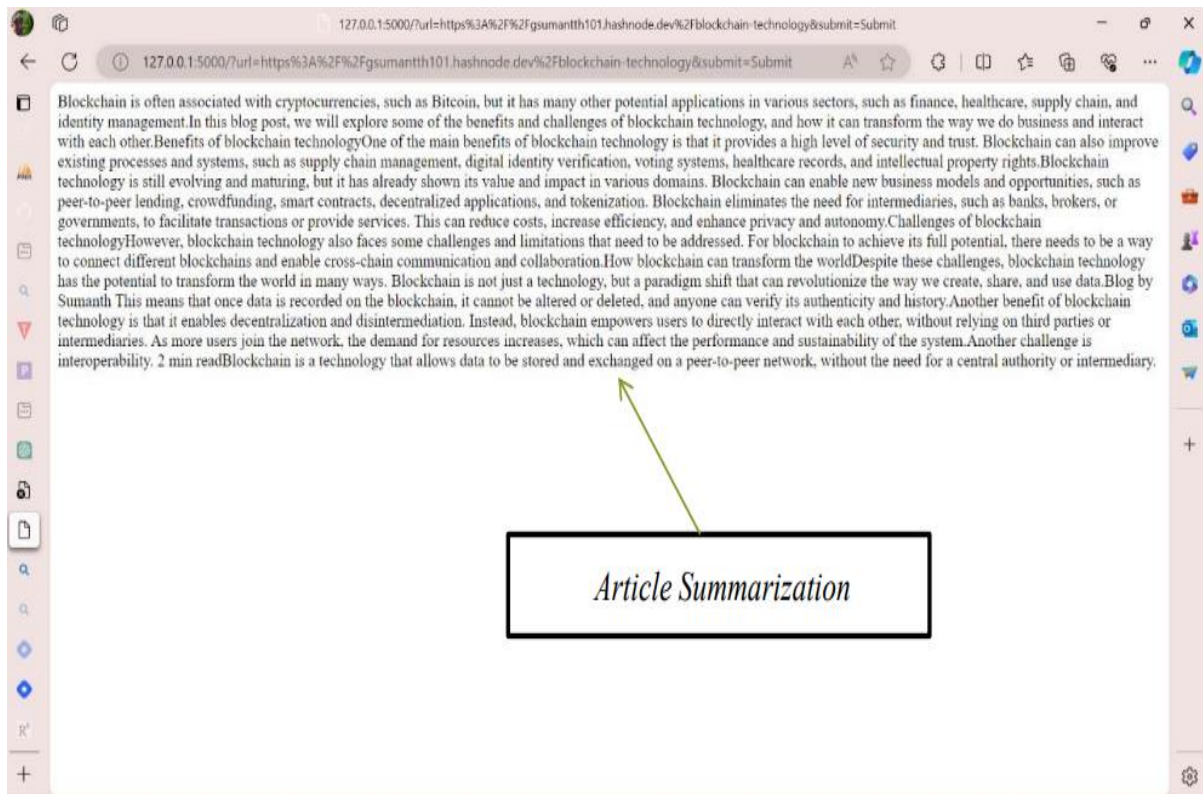 127.0.0.1:5000/?url=https%3A%2F%2Fgsumantth101.hashnode.dev%2Fblockchain-technology&submit=Submit
127.0.0.1:5000/?url=https%3A%2F%2Fgsumantth101.hashnode.dev%2Fblockchain-technology&submit=Submit
Blockchain is often associated with cryptocurrencies, such as Bitcoin, but it has many other potential applications in various sectors, such as finance, healthcare, supply chain, and
identity management.In this blog post, we will explore some of the benefits and challenges of blockchain technology, and how it can transform the way we do business and interact
with each other.Benefits of blockchain technologyOne of the main benefits of blockchain technology is that it provides a high level of security and trust. Blockchain can also improve
existing processes and systems, such as supply chain management, digital identity verification, voting systems, healthcare records, and intellectual property rights.Blockchain
technology is still evolving and maturing, but it has already shown its value and impact in various domains. Blockchain can enable new business models and opportunities, such as
peer-to-peer lending, crowdfunding, smart contracts, decentralized applications, and tokenization. Blockchain eliminates the need for intermediaries, such as banks, brokers, or
governments, to facilitate transactions or provide services. This can reduce costs, increase efficiency, and enhance privacy and autonomy.Challenges of blockchain
technologyHowever, blockchain technology also faces some challenges and limitations that need to be addressed. For blockchain to achieve its full potential, there needs to be a way
to connect different blockchains and enable cross-chain communication and collaboration.How blockchain can transform the worldDespite these challenges, blockchain technology
has the potential to transform the world in many ways. Blockchain is not just a technology, but a paradigm shift that can revolutionize the way we create, share, and use data.Blog by
Sumanth This means that once data is recorded on the blockchain, it cannot be altered or deleted, and anyone can verify its authenticity and history.Another benefit of blockchain
technology is that it enables decentralization and disintermediation. Instead, blockchain empowers users to directly interact with each other, without relying on third parties or
intermediaries. As more users join the network, the demand for resources increases, which can affect the performance and sustainability of the system.Another challenge is
interoperability. 2 min readBlockchain is a technology that allows data to be stored and exchanged on a peer-to-peer network, without the need for a central authority or intermediary.
Article Summarization